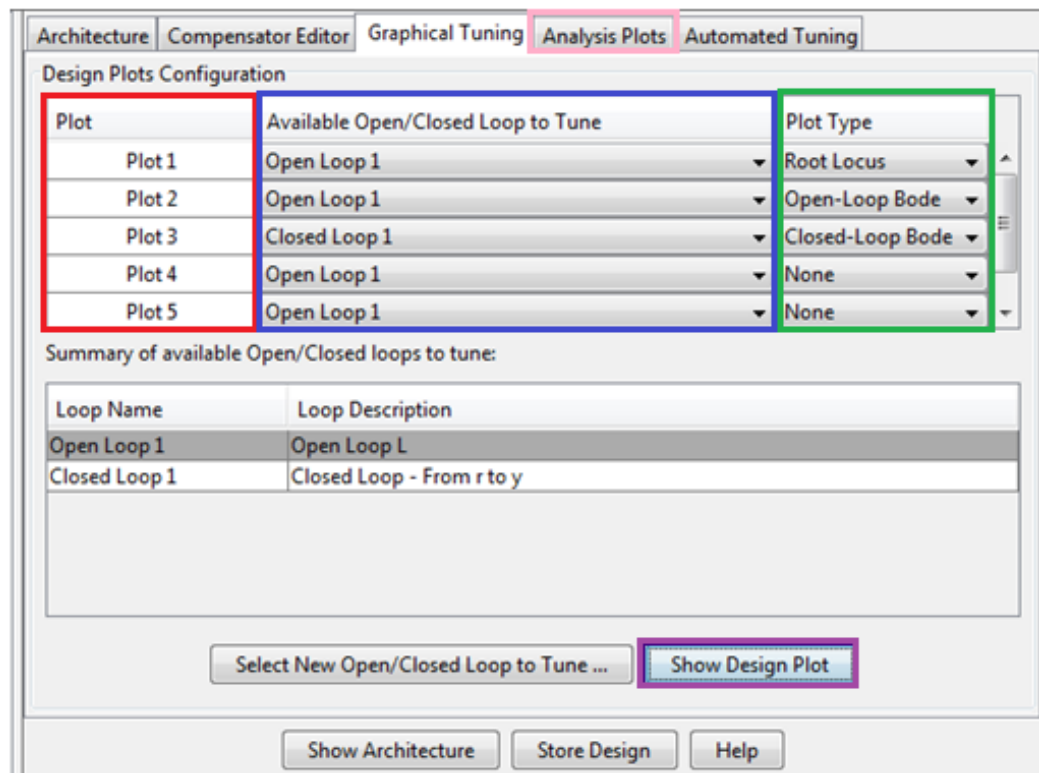 Architecture Compensator Editor Graphical Tuning Analysis Plots Automated Tuning
Design Plots Configuration
Plot Available Open/Closed Loop to Tune Plot Type
Plot 1 Open Loop 1 Root Locus
Plot 2 Open Loop 1 Open-Loop Bode
Plot 3 Closed Loop 1 Closed-Loop Bode
Plot 4 Open Loop 1 None
Plot 5 Open Loop 1 None
Summary of available Open/Closed loops to tune:
Loop Name Loop Description
Open Loop 1 Open Loop L
Closed Loop 1 Closed Loop - From r to y
Select New Open/Closed Loop to Tune ... Show Design Plot
Show Architecture Store Design Help